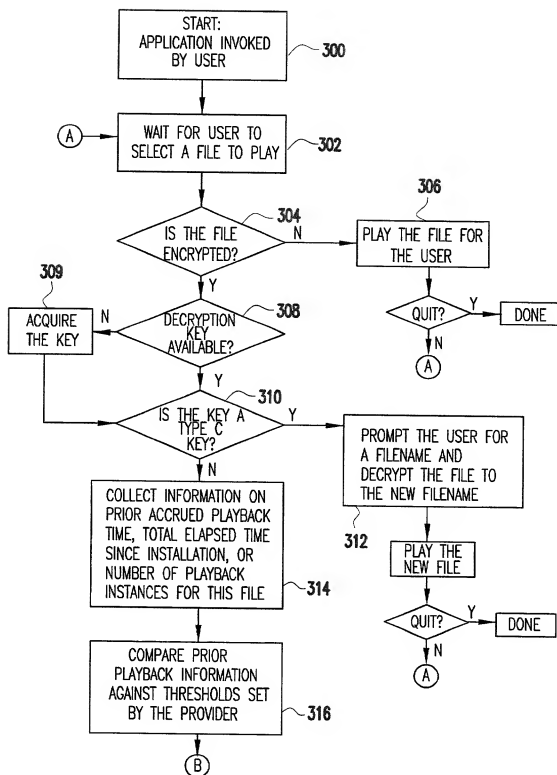 START:
APPLICATION INVOKED
BY USER
300
A
WAIT FOR USER TO
SELECT A FILE TO PLAY
302
304
IS THE FILE
ENCRYPTED?
N
Y
306
PLAY THE FILE FOR
THE USER
QUIT?
Y
DONE
N
A
309
ACQUIRE
THE KEY
N
308
DECRYPTION
KEY
AVAILABLE?
Y
310
IS THE KEY A
TYPE C
KEY?
Y
N
PROMPT THE USER FOR
A FILENAME AND
DECRYPT THE FILE TO
THE NEW FILENAME
312
PLAY THE
NEW FILE
QUIT?
Y
DONE
N
A
COLLECT INFORMATION ON
PRIOR ACCRUED PLAYBACK
TIME, TOTAL ELAPSED TIME
SINCE INSTALLATION, OR
NUMBER OF PLAYBACK
INSTANCES FOR THIS FILE
314
COMPARE PRIOR
PLAYBACK INFORMATION
AGAINST THRESHOLDS SET
BY THE PROVIDER
316
B